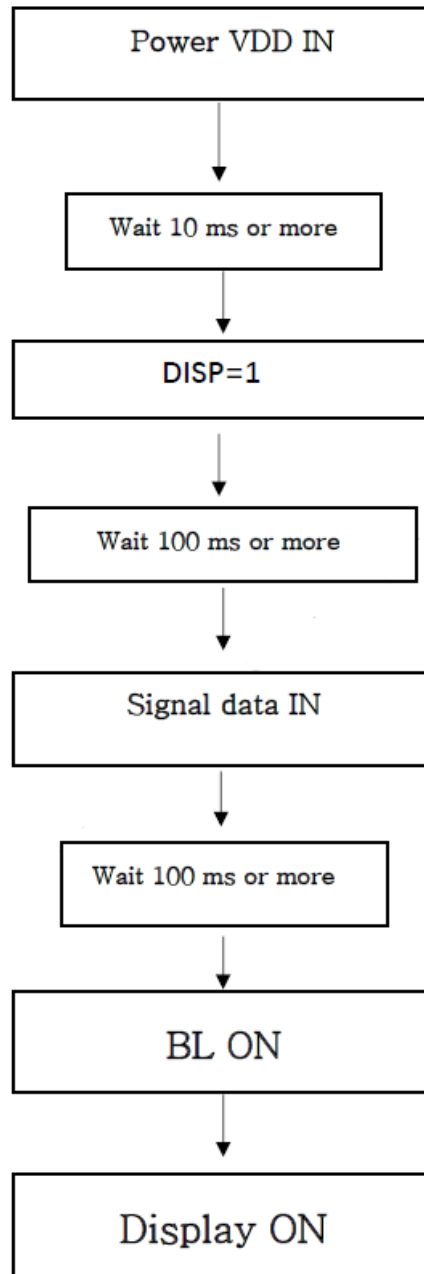 Power VDD IN
Wait 10 ms or more
DISP=1
Wait 100 ms or more
Signal data IN
Wait 100 ms or more
BL ON
Display ON